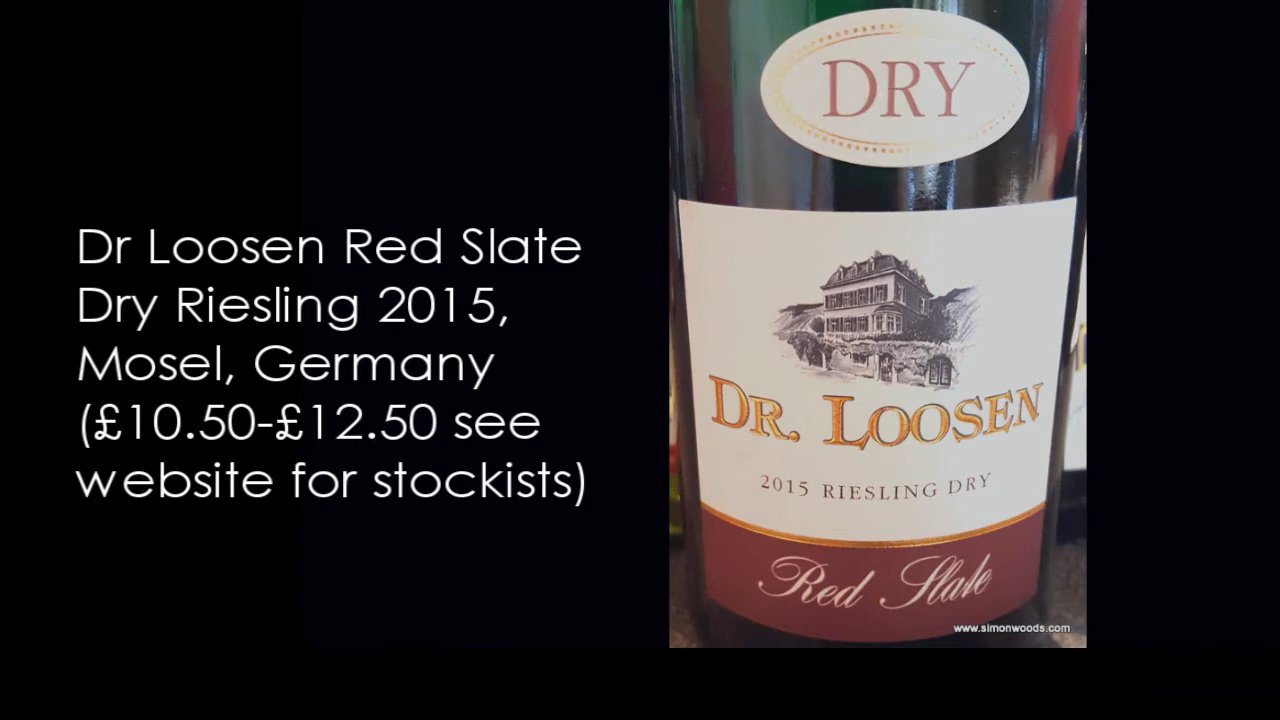 Dr Loosen Red Slate
Dry Riesling 2015,
Mosel, Germany
(£10.50-£12.50 see
website for stockists)
DRY
DR. LOOSEN
2015 RIESLING DRY
Red Slate
www.simonwoods.com